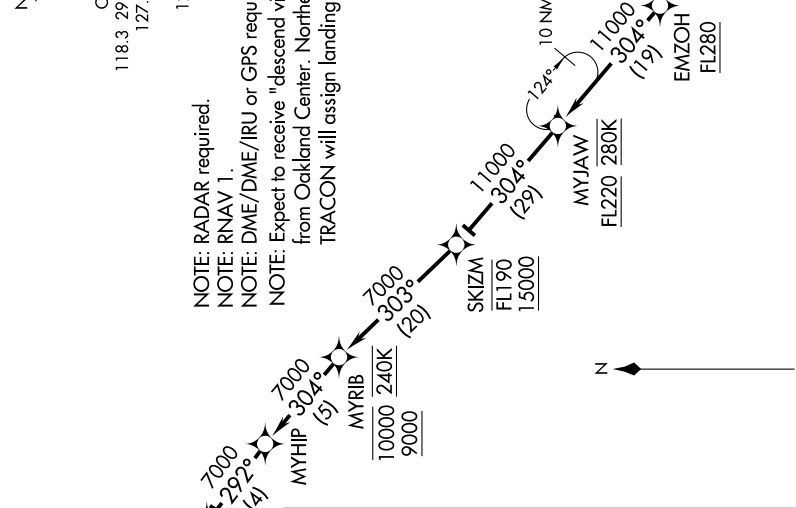 118.3 29
127.
NOTE: RADAR required.
NOTE: RNAV 1.
NOTE: DME/DME/IRU or GPS requ
NOTE: Expect to receive "descend vi
from Oakland Center. Northe
TRACON will assign landing
EMZOH
FL280
11000
304°
(19)
10 NM
124°
MYJAW
FL220 280K
11000
304°
(29)
SKIZM
FL190
15000
7000
303°
(20)
MYRIB
10000 240K
9000
7000
304°
(5)
MYHIP
7000
292°
(4)
N